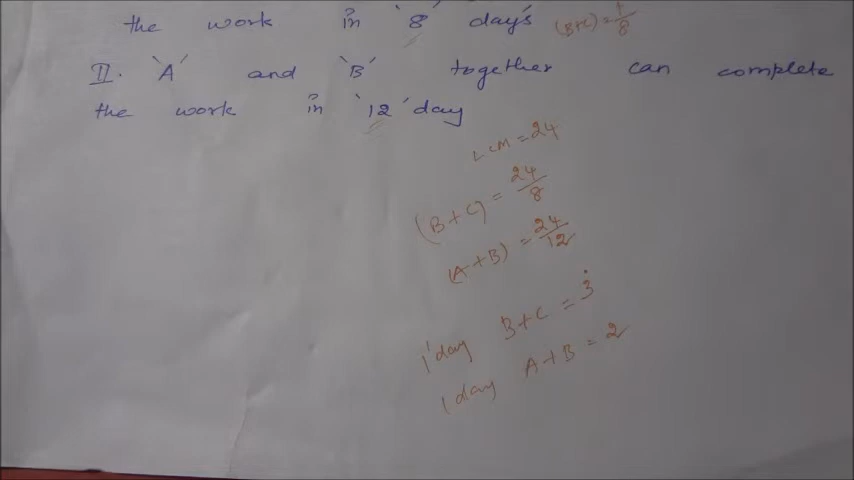 the work in '8' days (B+C) = 1/8
II. 'A' and 'B' together can complete
the work in '12' day
LCM = 24
(B+C) = 24/8
(A+B) = 24/12
1 day B+C = 3
1 day A+B = 2